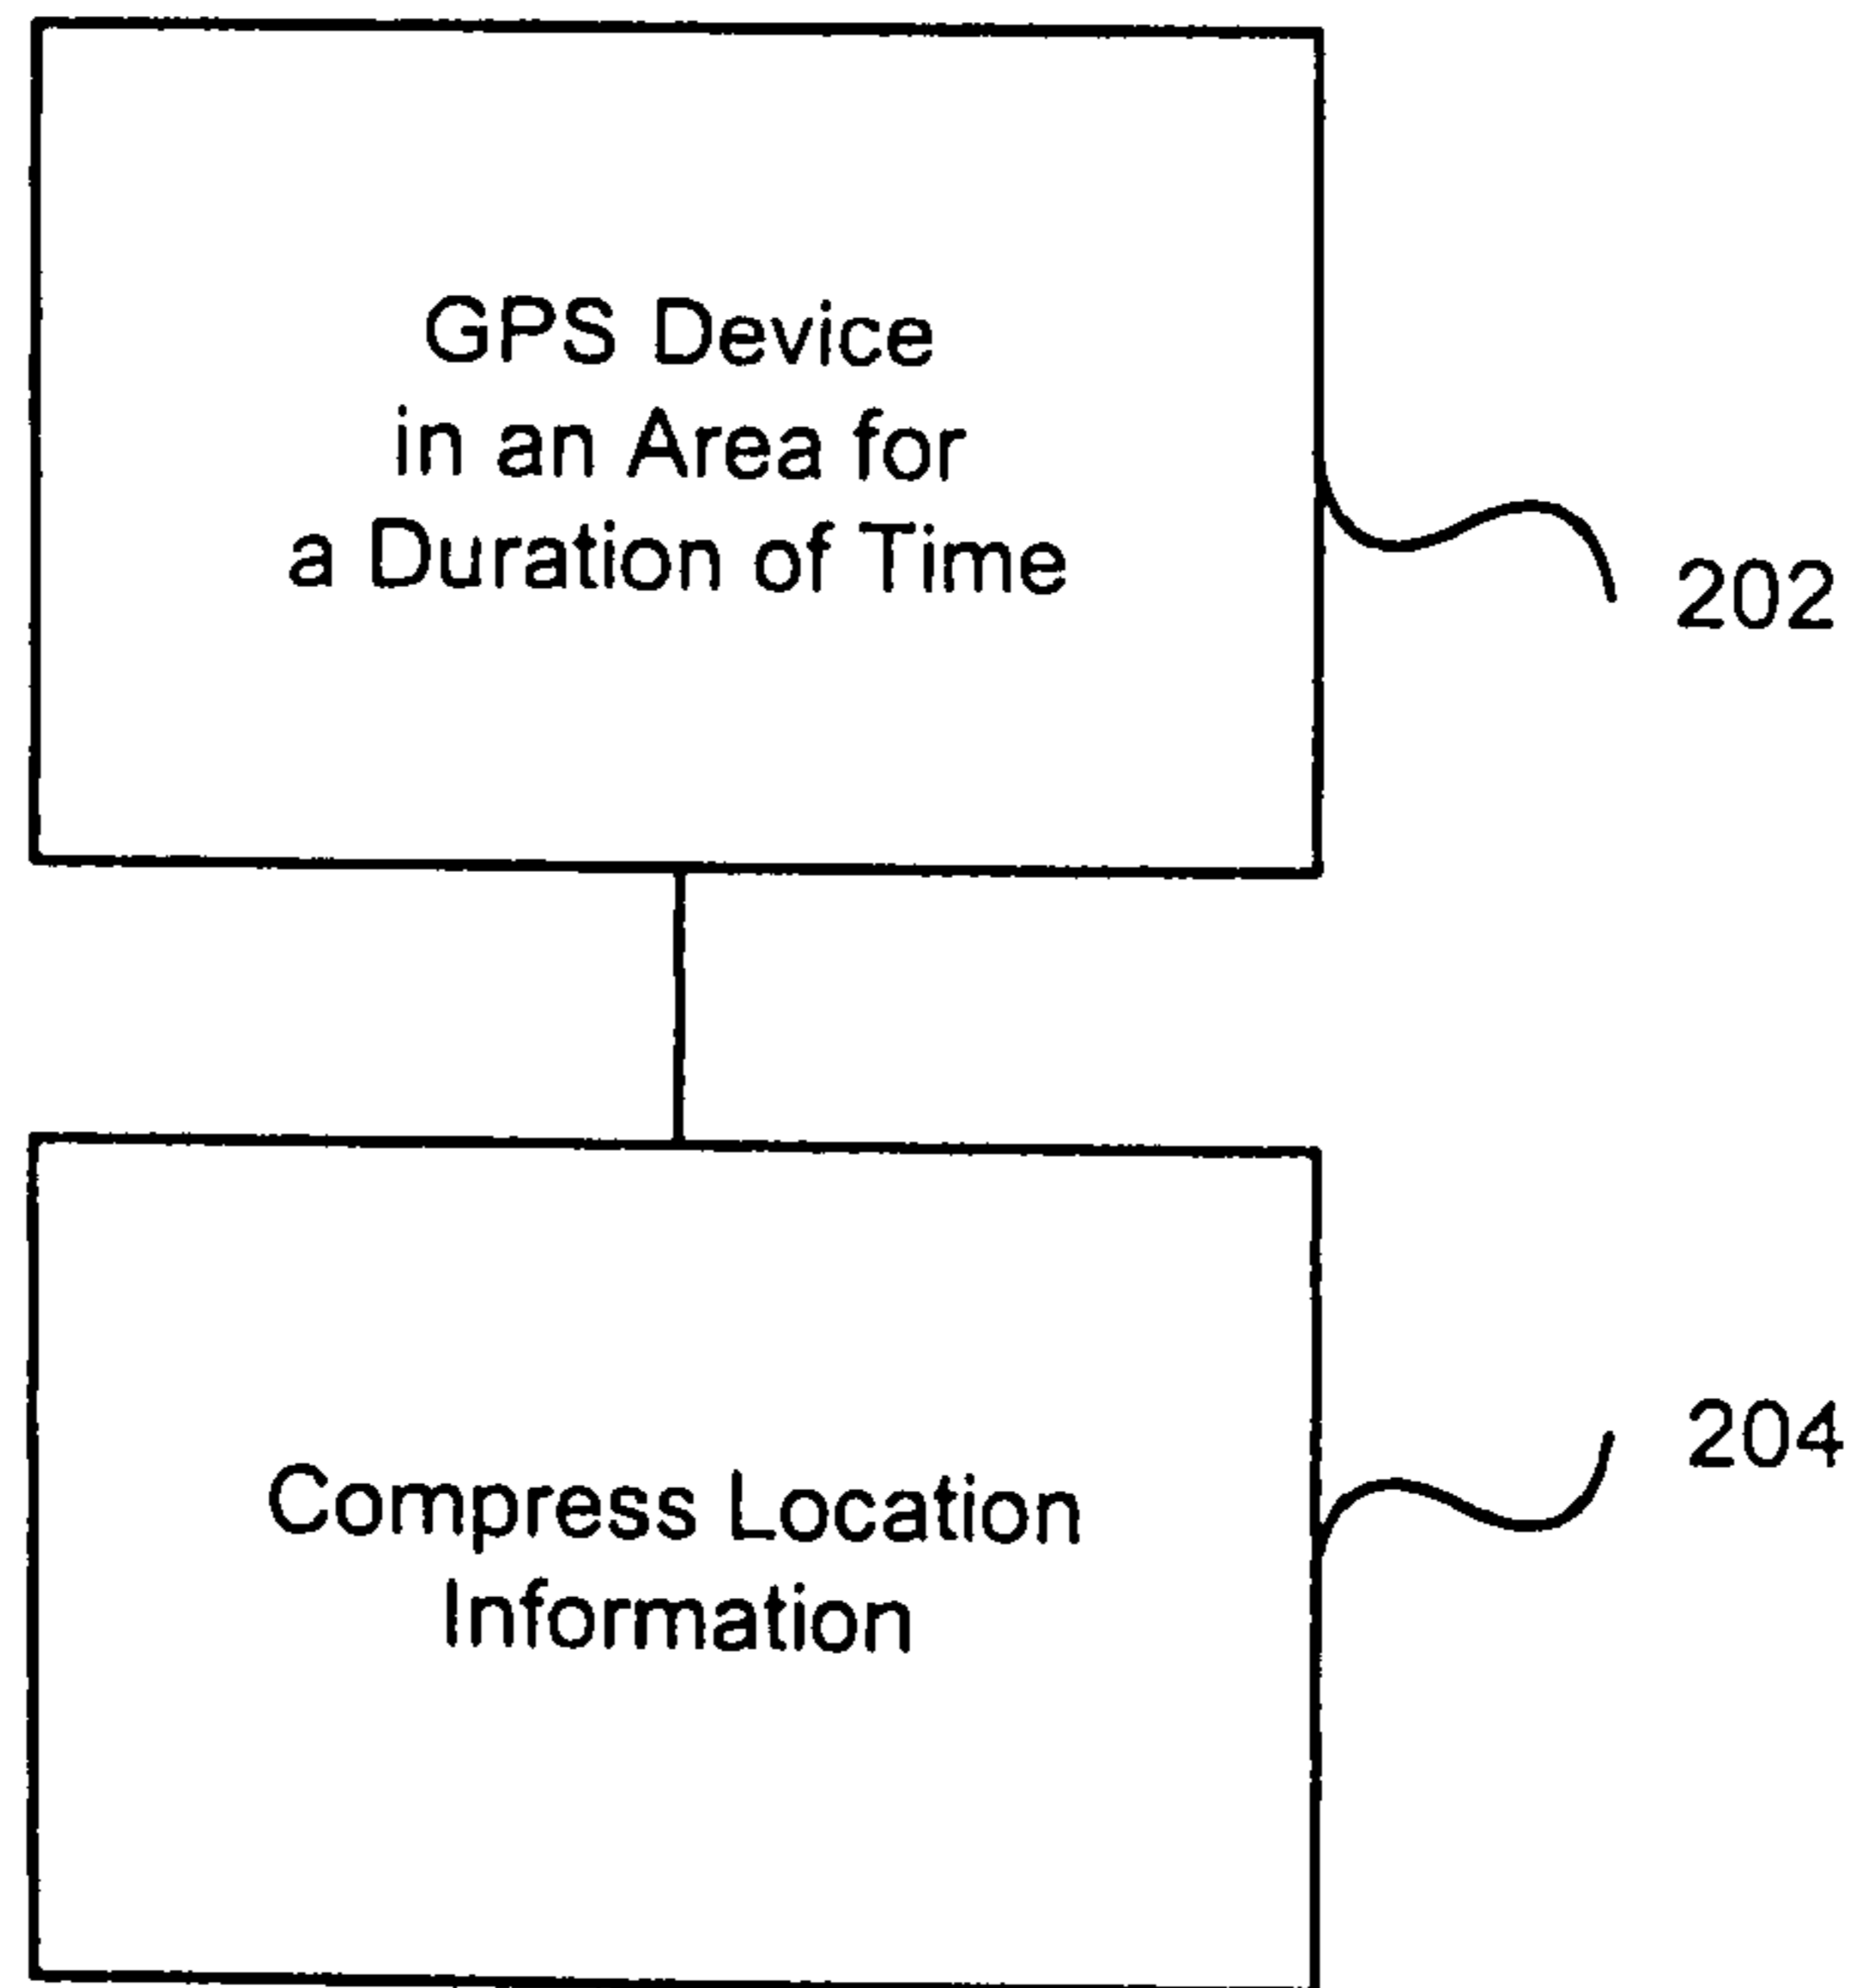 GPS Device
in an Area for
a Duration of Time
202
204
Compress Location
Information